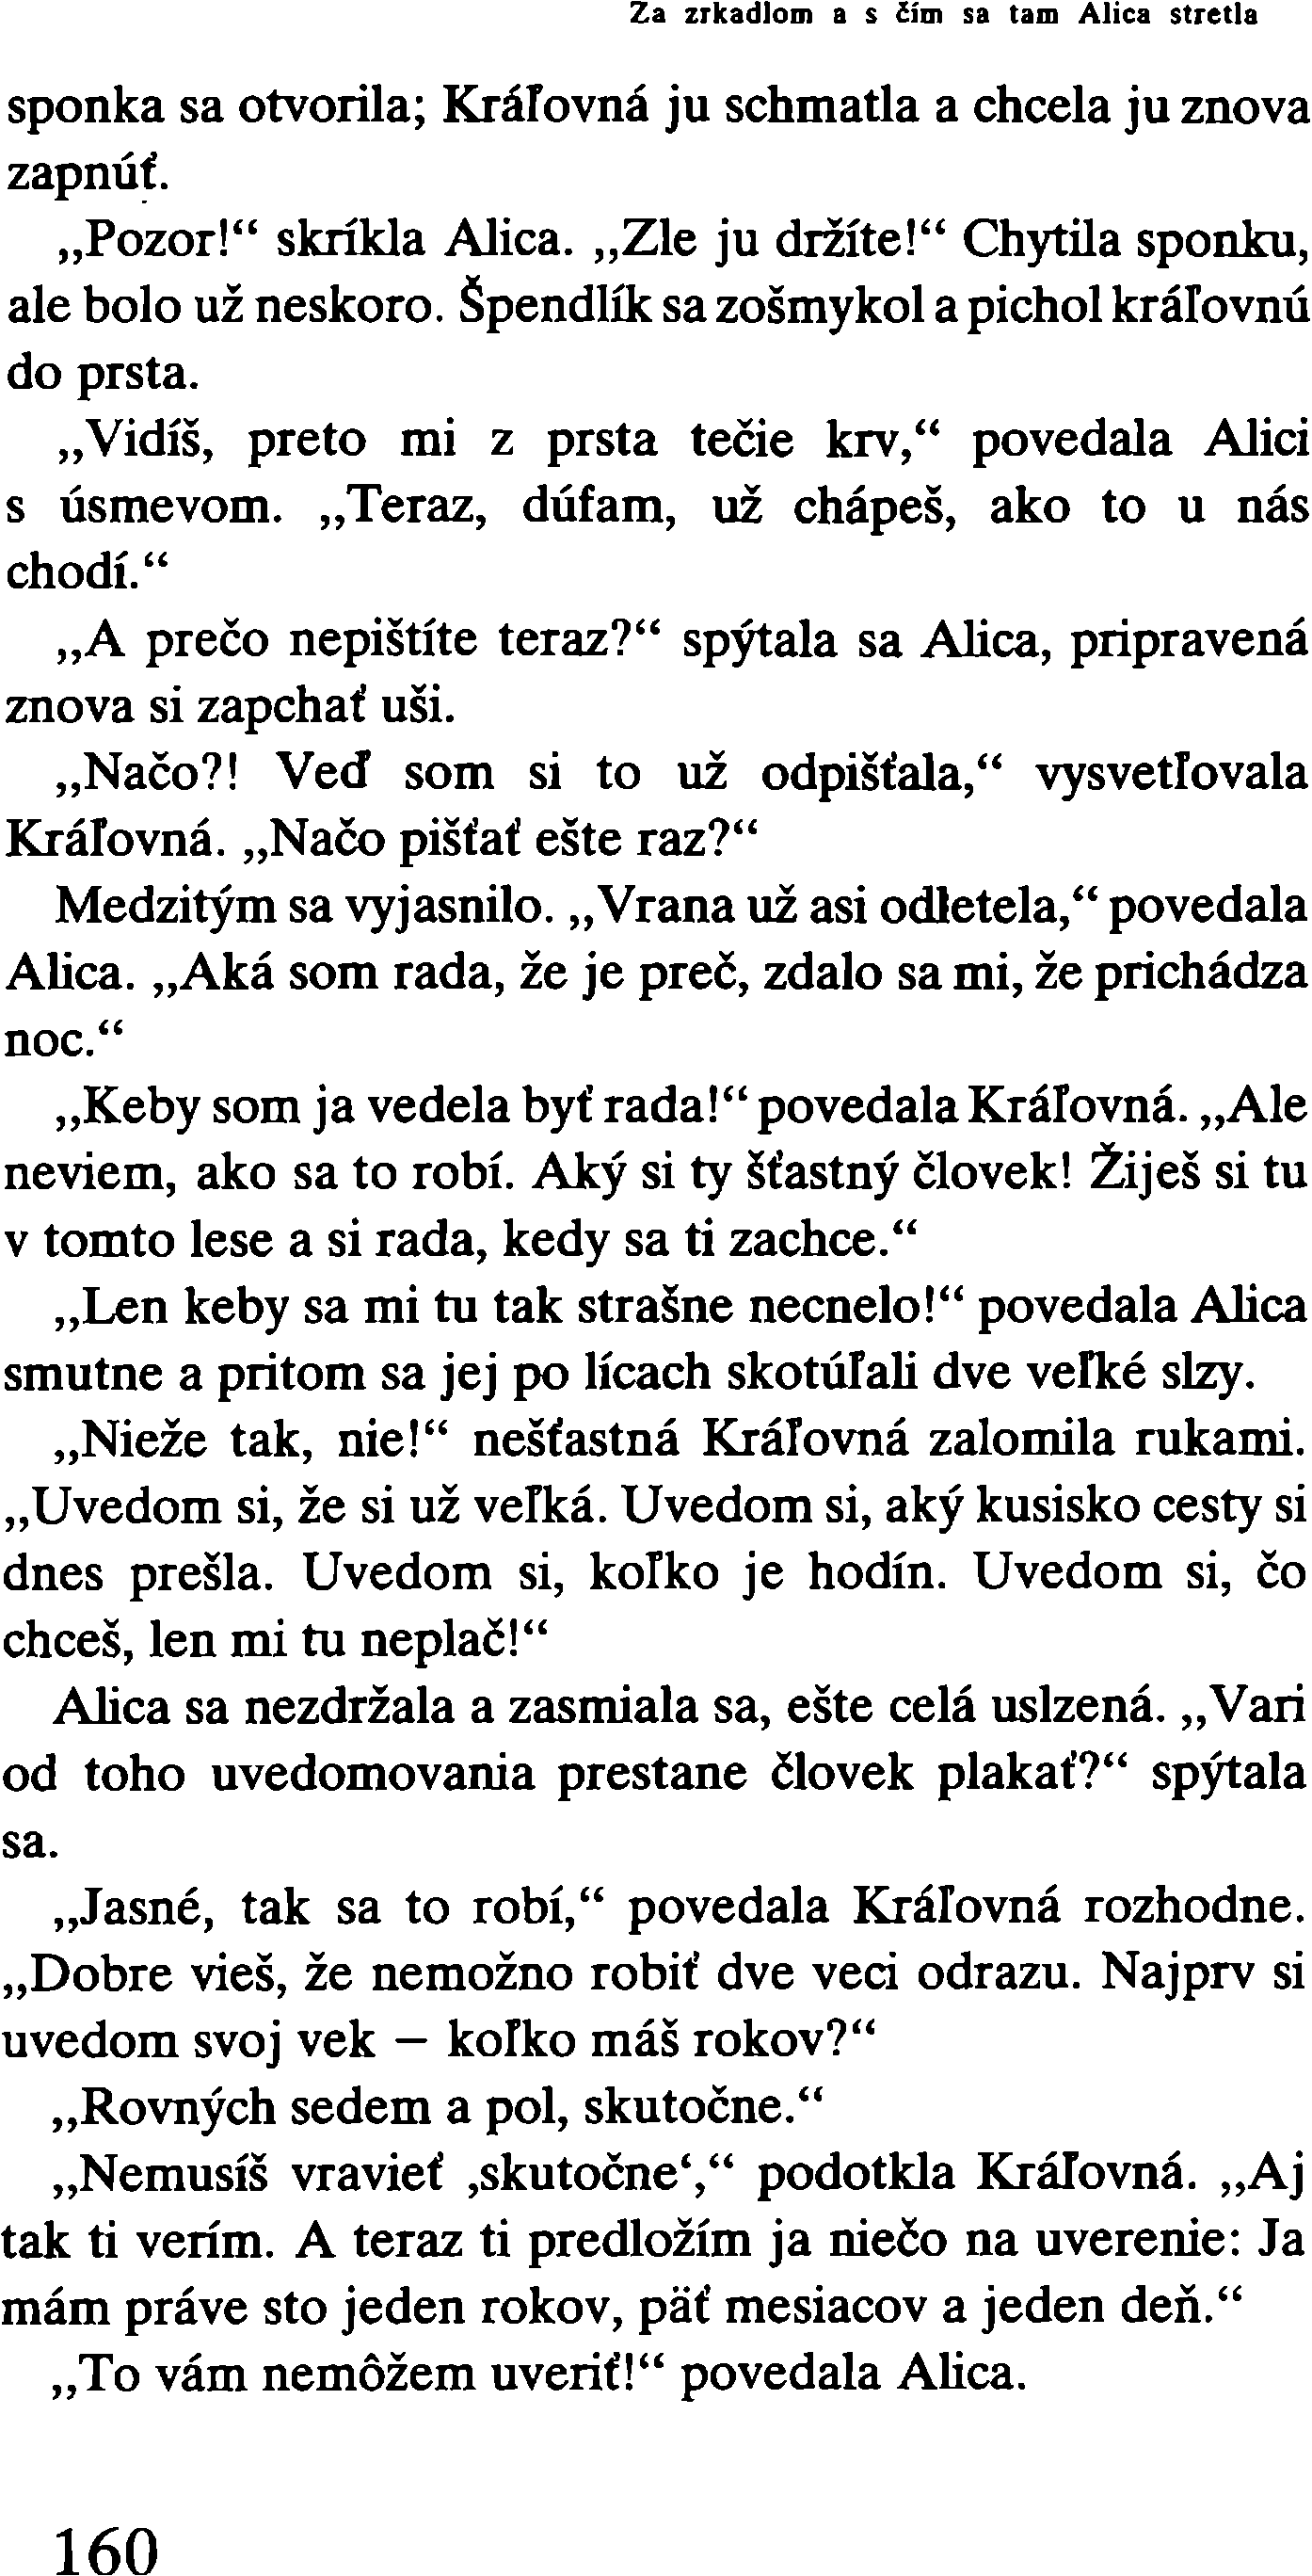 Za zrkadlom a s čím sa tam Alica stretla
sponka sa otvorila; Kráľovná ju schmatla a chcela ju znova
zapnúť.
„Pozor!“ skríkla Alica. „Zle ju držíte!“ Chytila sponku,
ale bolo už neskoro. Špendlík sa zošmykol a pichol kráľovnú
do prsta.
„Vidíš, preto mi z prsta tečie krv,“ povedala Alici
s úsmevom. „Teraz, dúfam, už chápeš, ako to u nás
chodí.“
„A prečo nepištíte teraz?“ spýtala sa Alica, pripravená
znova si zapchať uši.
„Načo?! Veď som si to už odpišťala,“ vysvetľovala
Kráľovná. „Načo pišťať ešte raz?“
Medzitým sa vyjasnilo. „Vrana už asi odletela,“ povedala
Alica. „Aká som rada, že je preč, zdalo sa mi, že prichádza
noc.“
„Keby som ja vedela byť rada!“ povedala Kráľovná. „Ale
neviem, ako sa to robí. Aký si ty šťastný človek! Žiješ si tu
v tomto lese a si rada, kedy sa ti zachce.“
„Len keby sa mi tu tak strašne necnelo!“ povedala Alica
smutne a pritom sa jej po lícach skotúľali dve veľké slzy.
„Nieže tak, nie!“ nešťastná Kráľovná zalomila rukami.
„Uvedom si, že si už veľká. Uvedom si, aký kusisko cesty si
dnes prešla. Uvedom si, koľko je hodín. Uvedom si, čo
chceš, len mi tu neplač!“
Alica sa nezdržala a zasmiala sa, ešte celá uslzená. „Vari
od toho uvedomovania prestane človek plakať?“ spýtala
sa.
„Jasné, tak sa to robí,“ povedala Kráľovná rozhodne.
„Dobre vieš, že nemožno robiť dve veci odrazu. Najprv si
uvedom svoj vek – koľko máš rokov?“
„Rovných sedem a pol, skutočne.“
„Nemusíš vravieť ‚skutočne‘,“ podotkla Kráľovná. „Aj
tak ti verím. A teraz ti predložím ja niečo na uverenie: Ja
mám práve sto jeden rokov, päť mesiacov a jeden deň.“
„To vám nemôžem uveriť!“ povedala Alica.
160